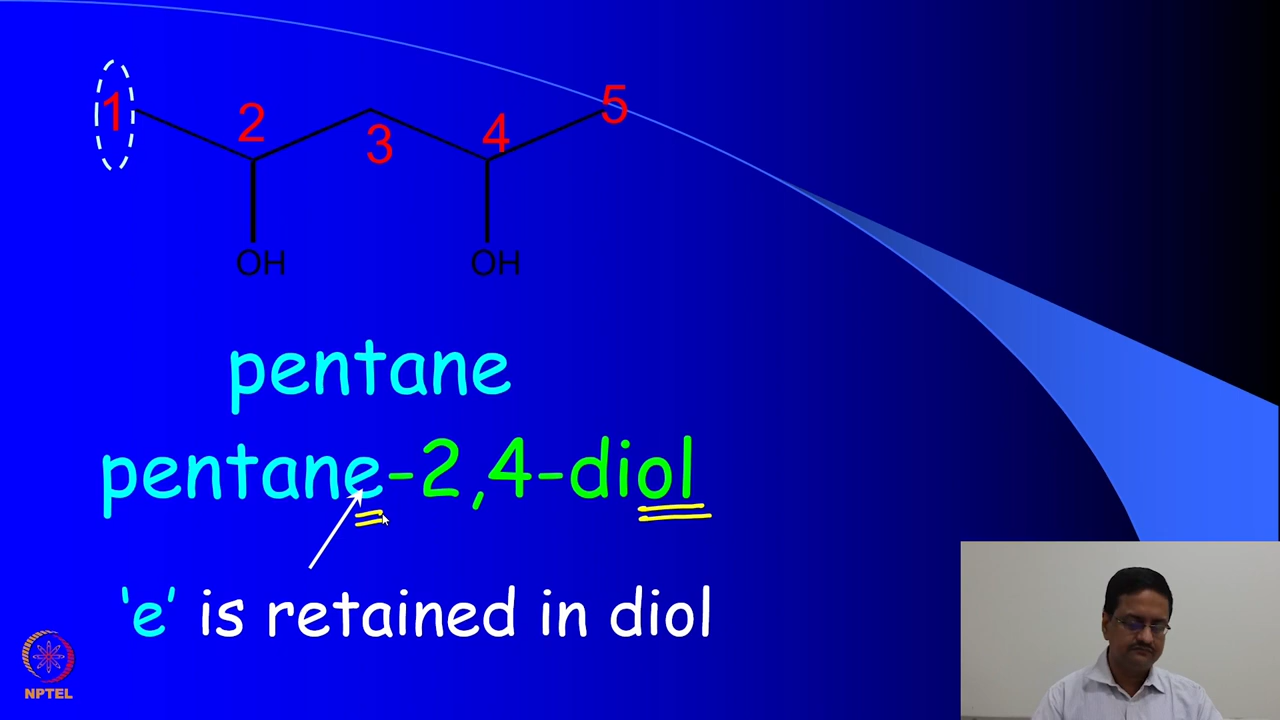 1 2 3 4 5
OH OH
pentane
pentane-2,4-diol
‘e’ is retained in diol
NPTEL